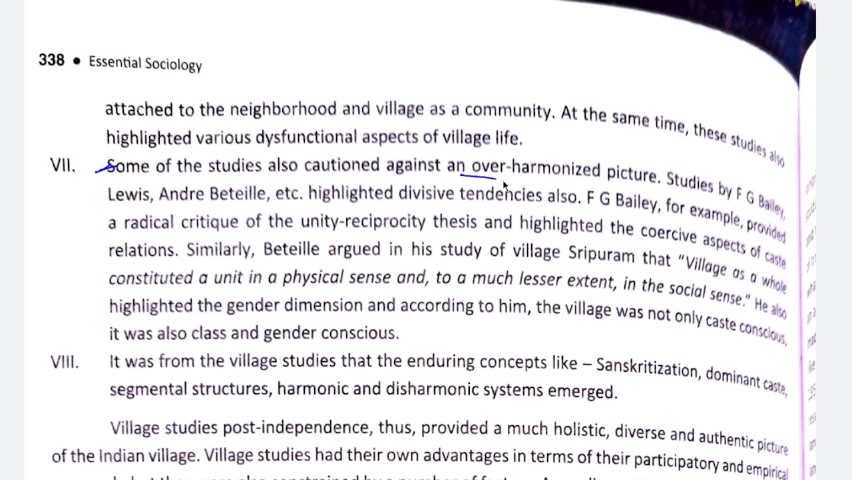 338 • Essential Sociology
attached to the neighborhood and village as a community. At the same time, these studies also
highlighted various dysfunctional aspects of village life.
VII. Some of the studies also cautioned against an over-harmonized picture. Studies by F G Bailey,
Lewis, Andre Beteille, etc. highlighted divisive tendencies also. F G Bailey, for example, provided
a radical critique of the unity-reciprocity thesis and highlighted the coercive aspects of caste
relations. Similarly, Beteille argued in his study of village Sripuram that “Village as a whole
constituted a unit in a physical sense and, to a much lesser extent, in the social sense.” He also
highlighted the gender dimension and according to him, the village was not only caste conscious,
it was also class and gender conscious.
VIII. It was from the village studies that the enduring concepts like – Sanskritization, dominant caste,
segmental structures, harmonic and disharmonic systems emerged.
Village studies post-independence, thus, provided a much holistic, diverse and authentic picture
of the Indian village. Village studies had their own advantages in terms of their participatory and empirical